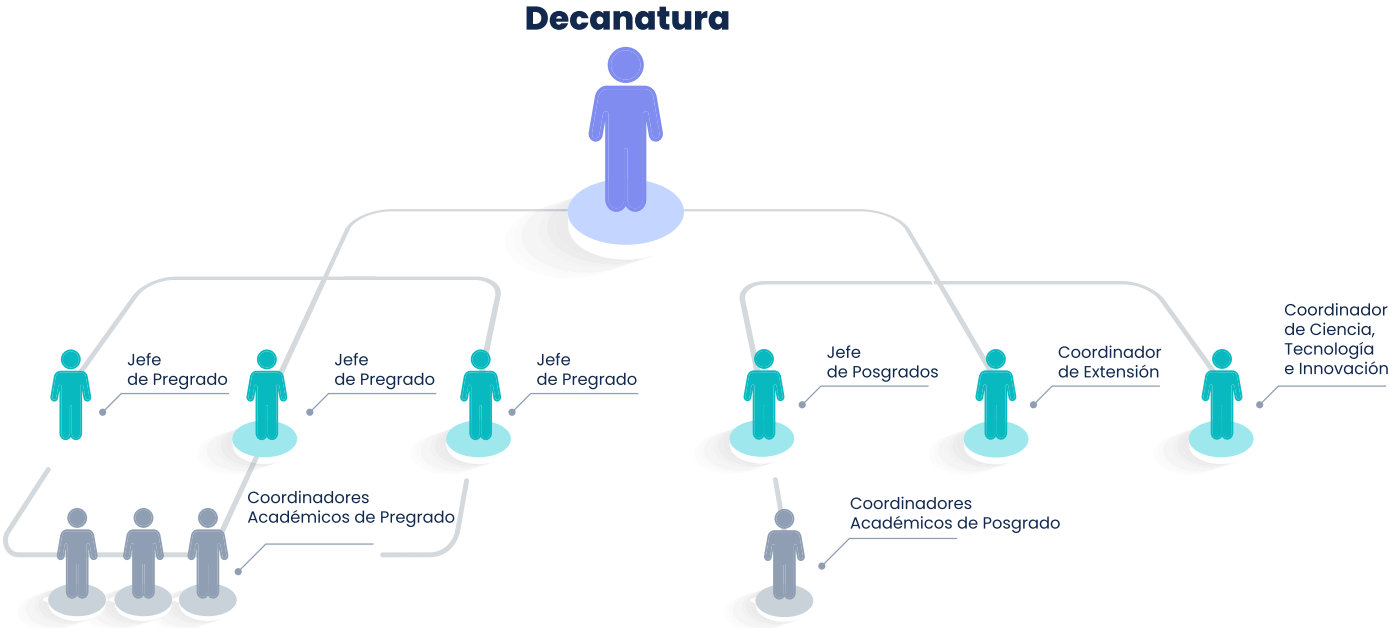 Decanatura
Jefe
de Pregrado
Jefe
de Pregrado
Jefe
de Pregrado
Jefe
de Posgrados
Coordinador
de Extensión
Coordinador
de Ciencia,
Tecnología
e Innovación
Coordinadores
Académicos de Pregrado
Coordinadores
Académicos de Posgrado